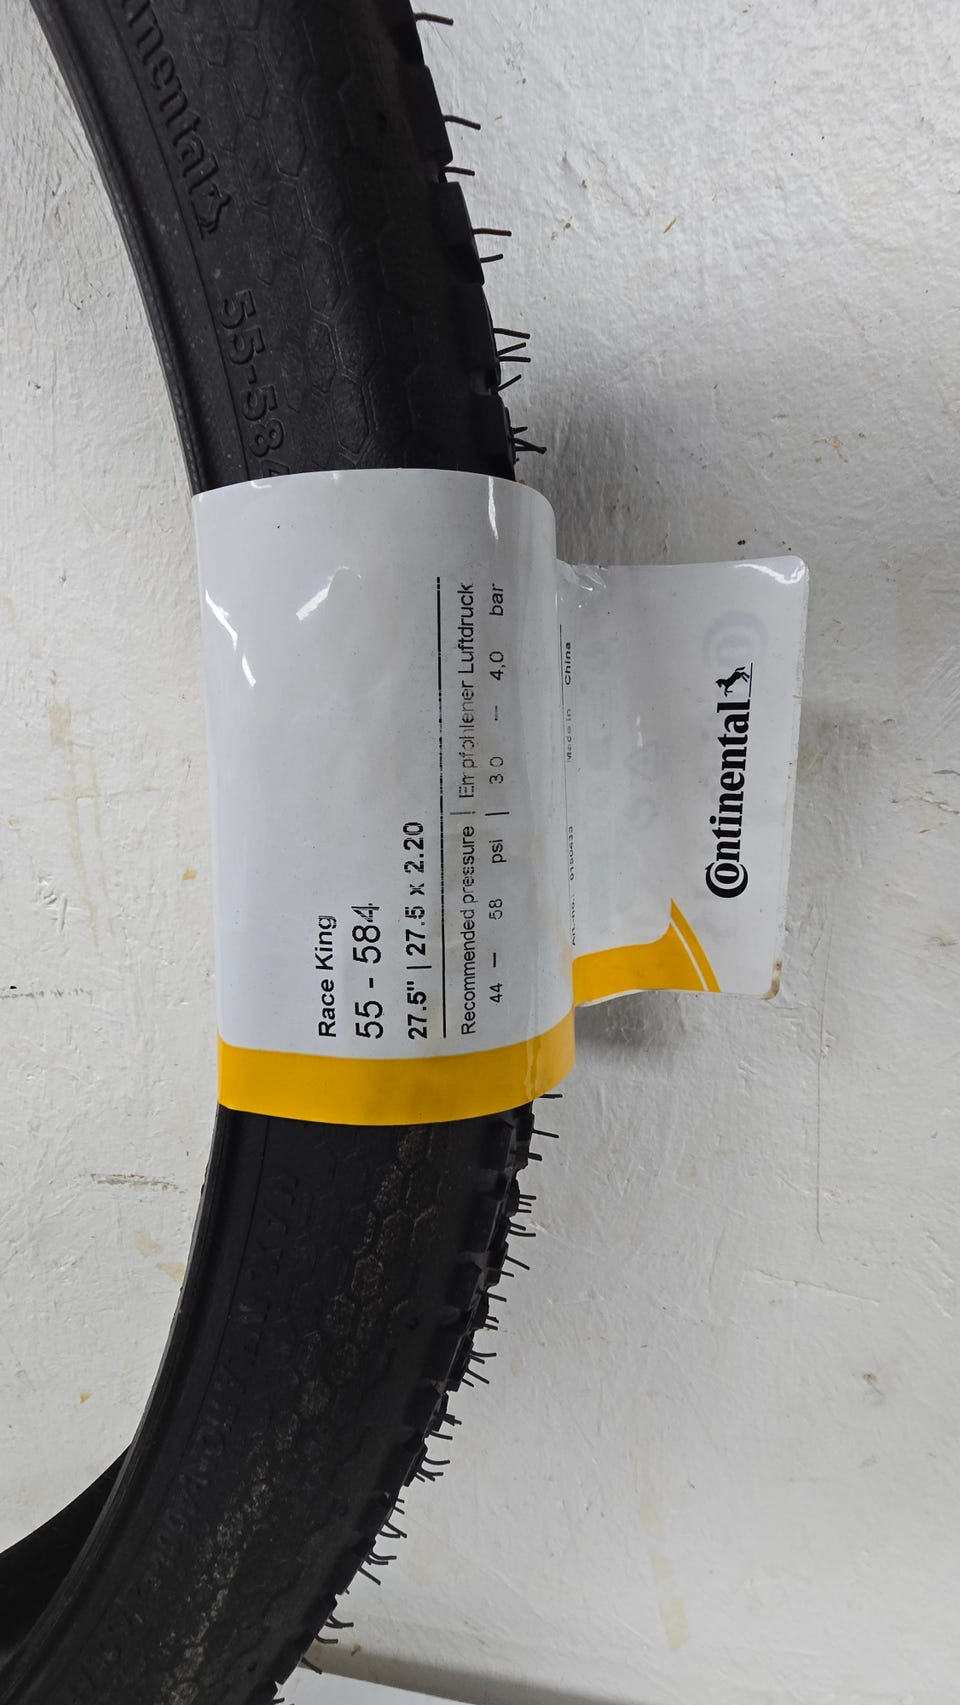 Continental
55-584
Race King
55 - 584
27.5" | 27.5 x 2.20
Recommended pressure | Empfohlener Luftdruck
44 – 58 psi | 3.0 – 4,0 bar
Made in China
Continental